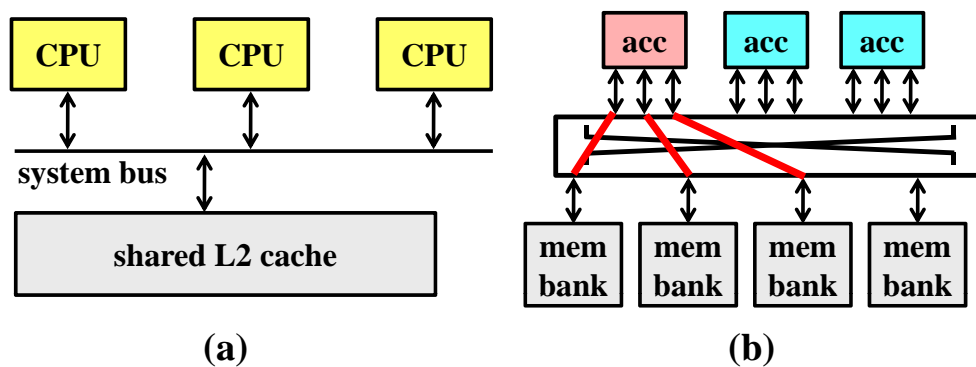 CPU CPU CPU
system bus
shared L2 cache
(a)
acc acc acc
mem mem mem mem
bank bank bank bank
(b)